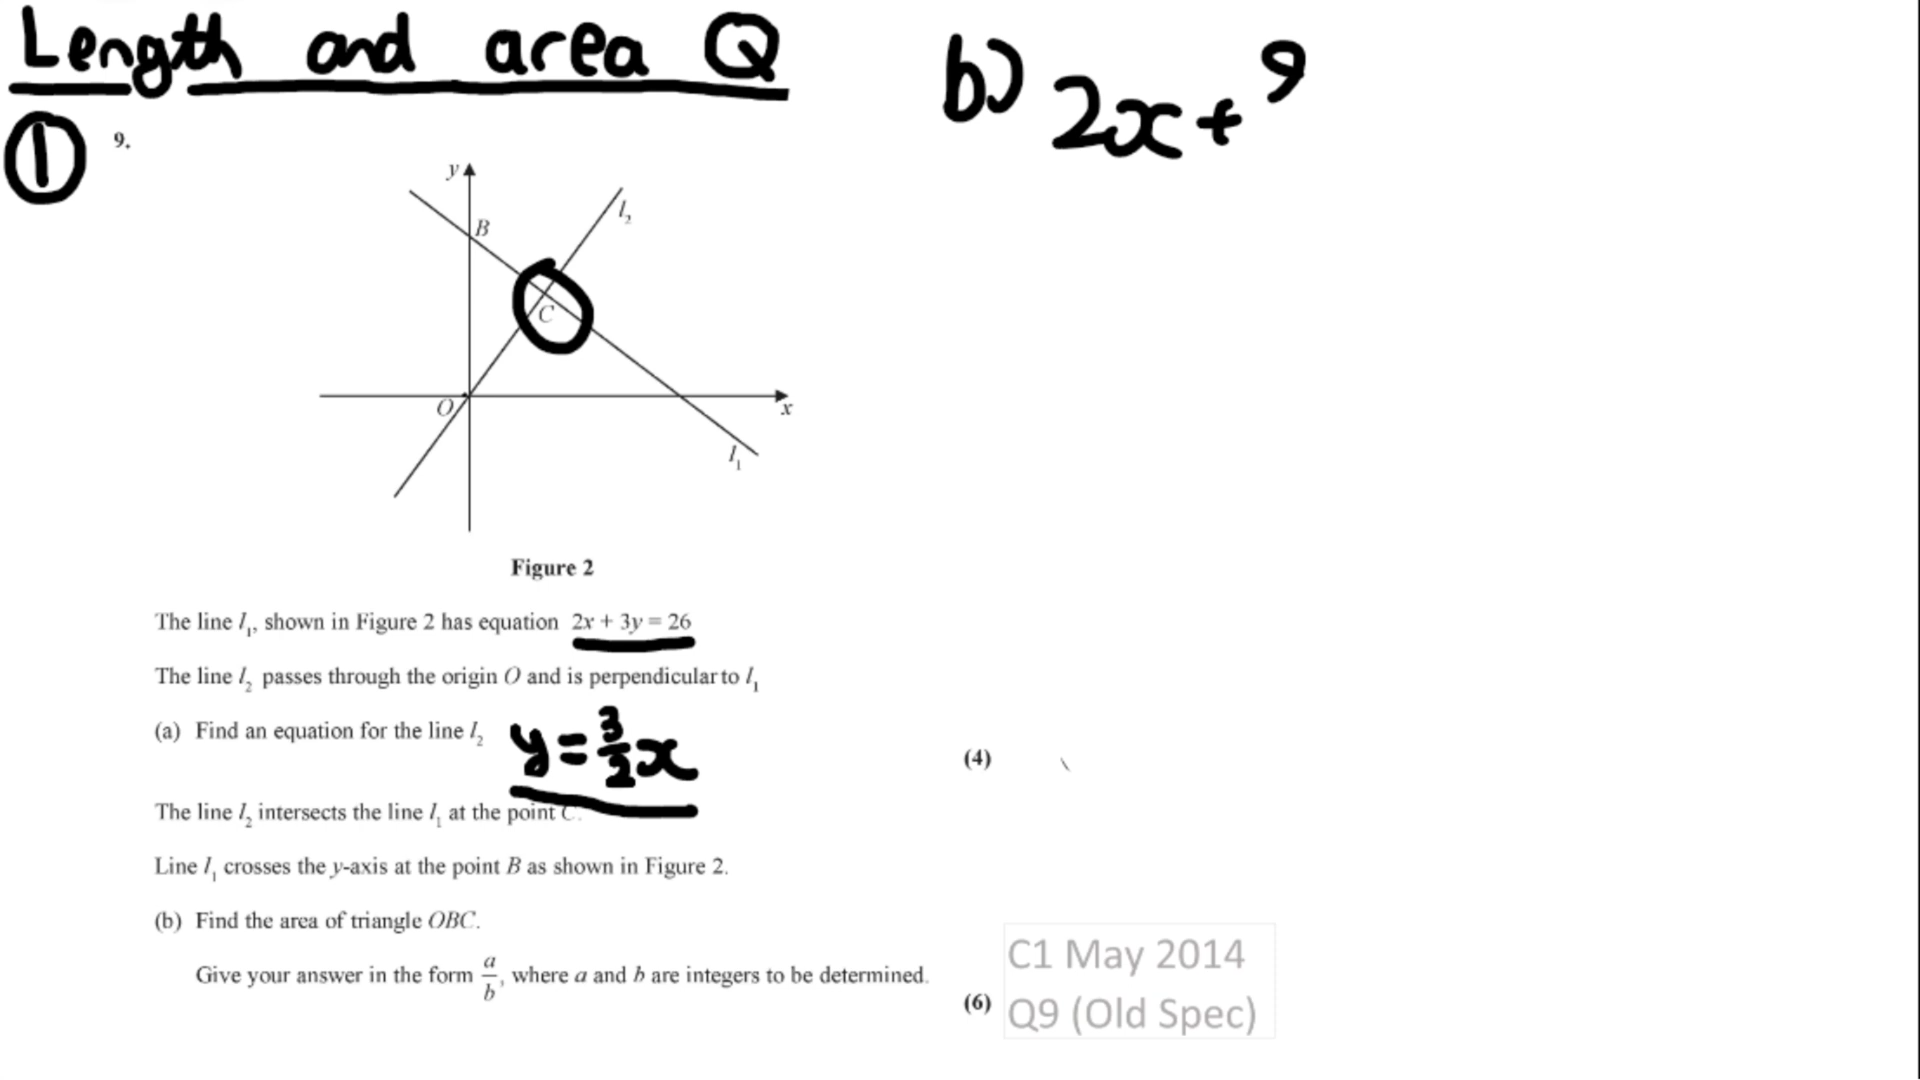 Length and area Q
b) 2x + 9
①
9.
y
B
l₂
C
O
x
l₁
Figure 2
The line l₁, shown in Figure 2 has equation 2x + 3y = 26
The line l₂ passes through the origin O and is perpendicular to l₁
(a) Find an equation for the line l₂ y = 3/2 x
(4)
The line l₂ intersects the line l₁ at the point C.
Line l₁ crosses the y-axis at the point B as shown in Figure 2.
(b) Find the area of triangle OBC.
Give your answer in the form a/b, where a and b are integers to be determined.
(6)
C1 May 2014
Q9 (Old Spec)